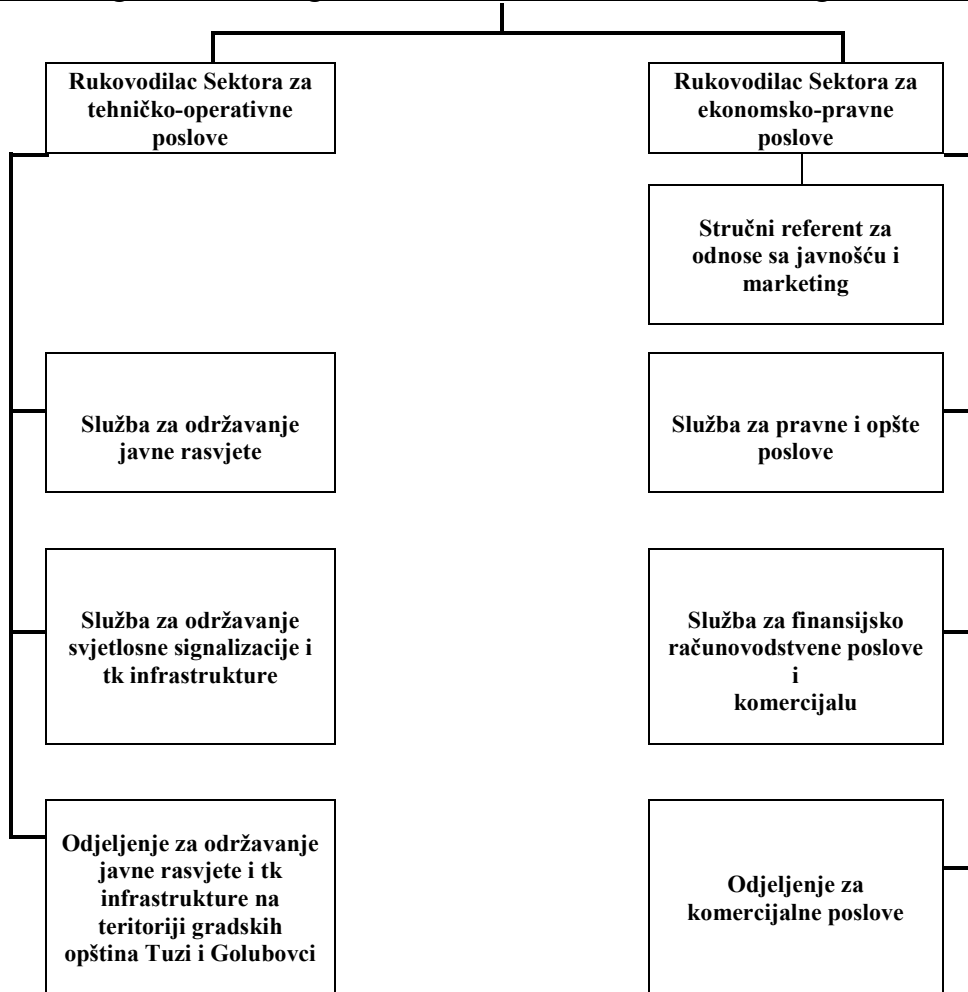 Rukovodilac Sektora za
tehničko-operativne
poslove
Rukovodilac Sektora za
ekonomsko-pravne
poslove
Stručni referent za
odnose sa javnošću i
marketing
Služba za održavanje
javne rasvjete
Služba za pravne i opšte
poslove
Služba za održavanje
svjetlosne signalizacije i
tk infrastrukture
Služba za finansijsko
računovodstvene poslove
i
komercijalu
Odjeljenje za održavanje
javne rasvjete i tk
infrastrukture na
teritoriji gradskih
opština Tuzi i Golubovci
Odjeljenje za
komercijalne poslove